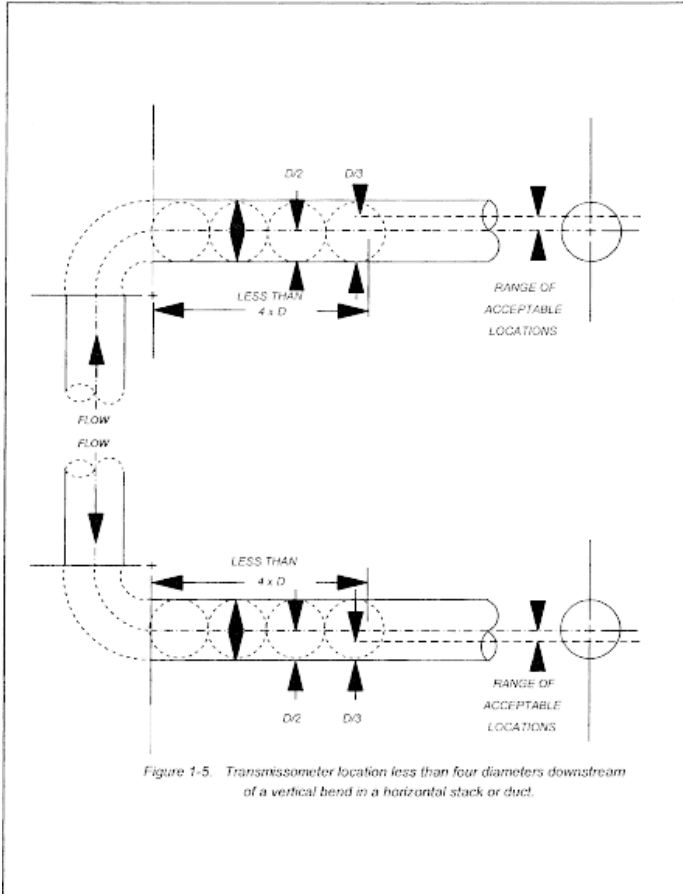 D/2
D/3
LESS THAN
4 x D
RANGE OF
ACCEPTABLE
LOCATIONS
FLOW
FLOW
LESS THAN
4 x D
RANGE OF
ACCEPTABLE
LOCATIONS
D/2
D/3
Figure 1-5. Transmissometer location less than four diameters downstream
of a vertical bend in a horizontal stack or duct.